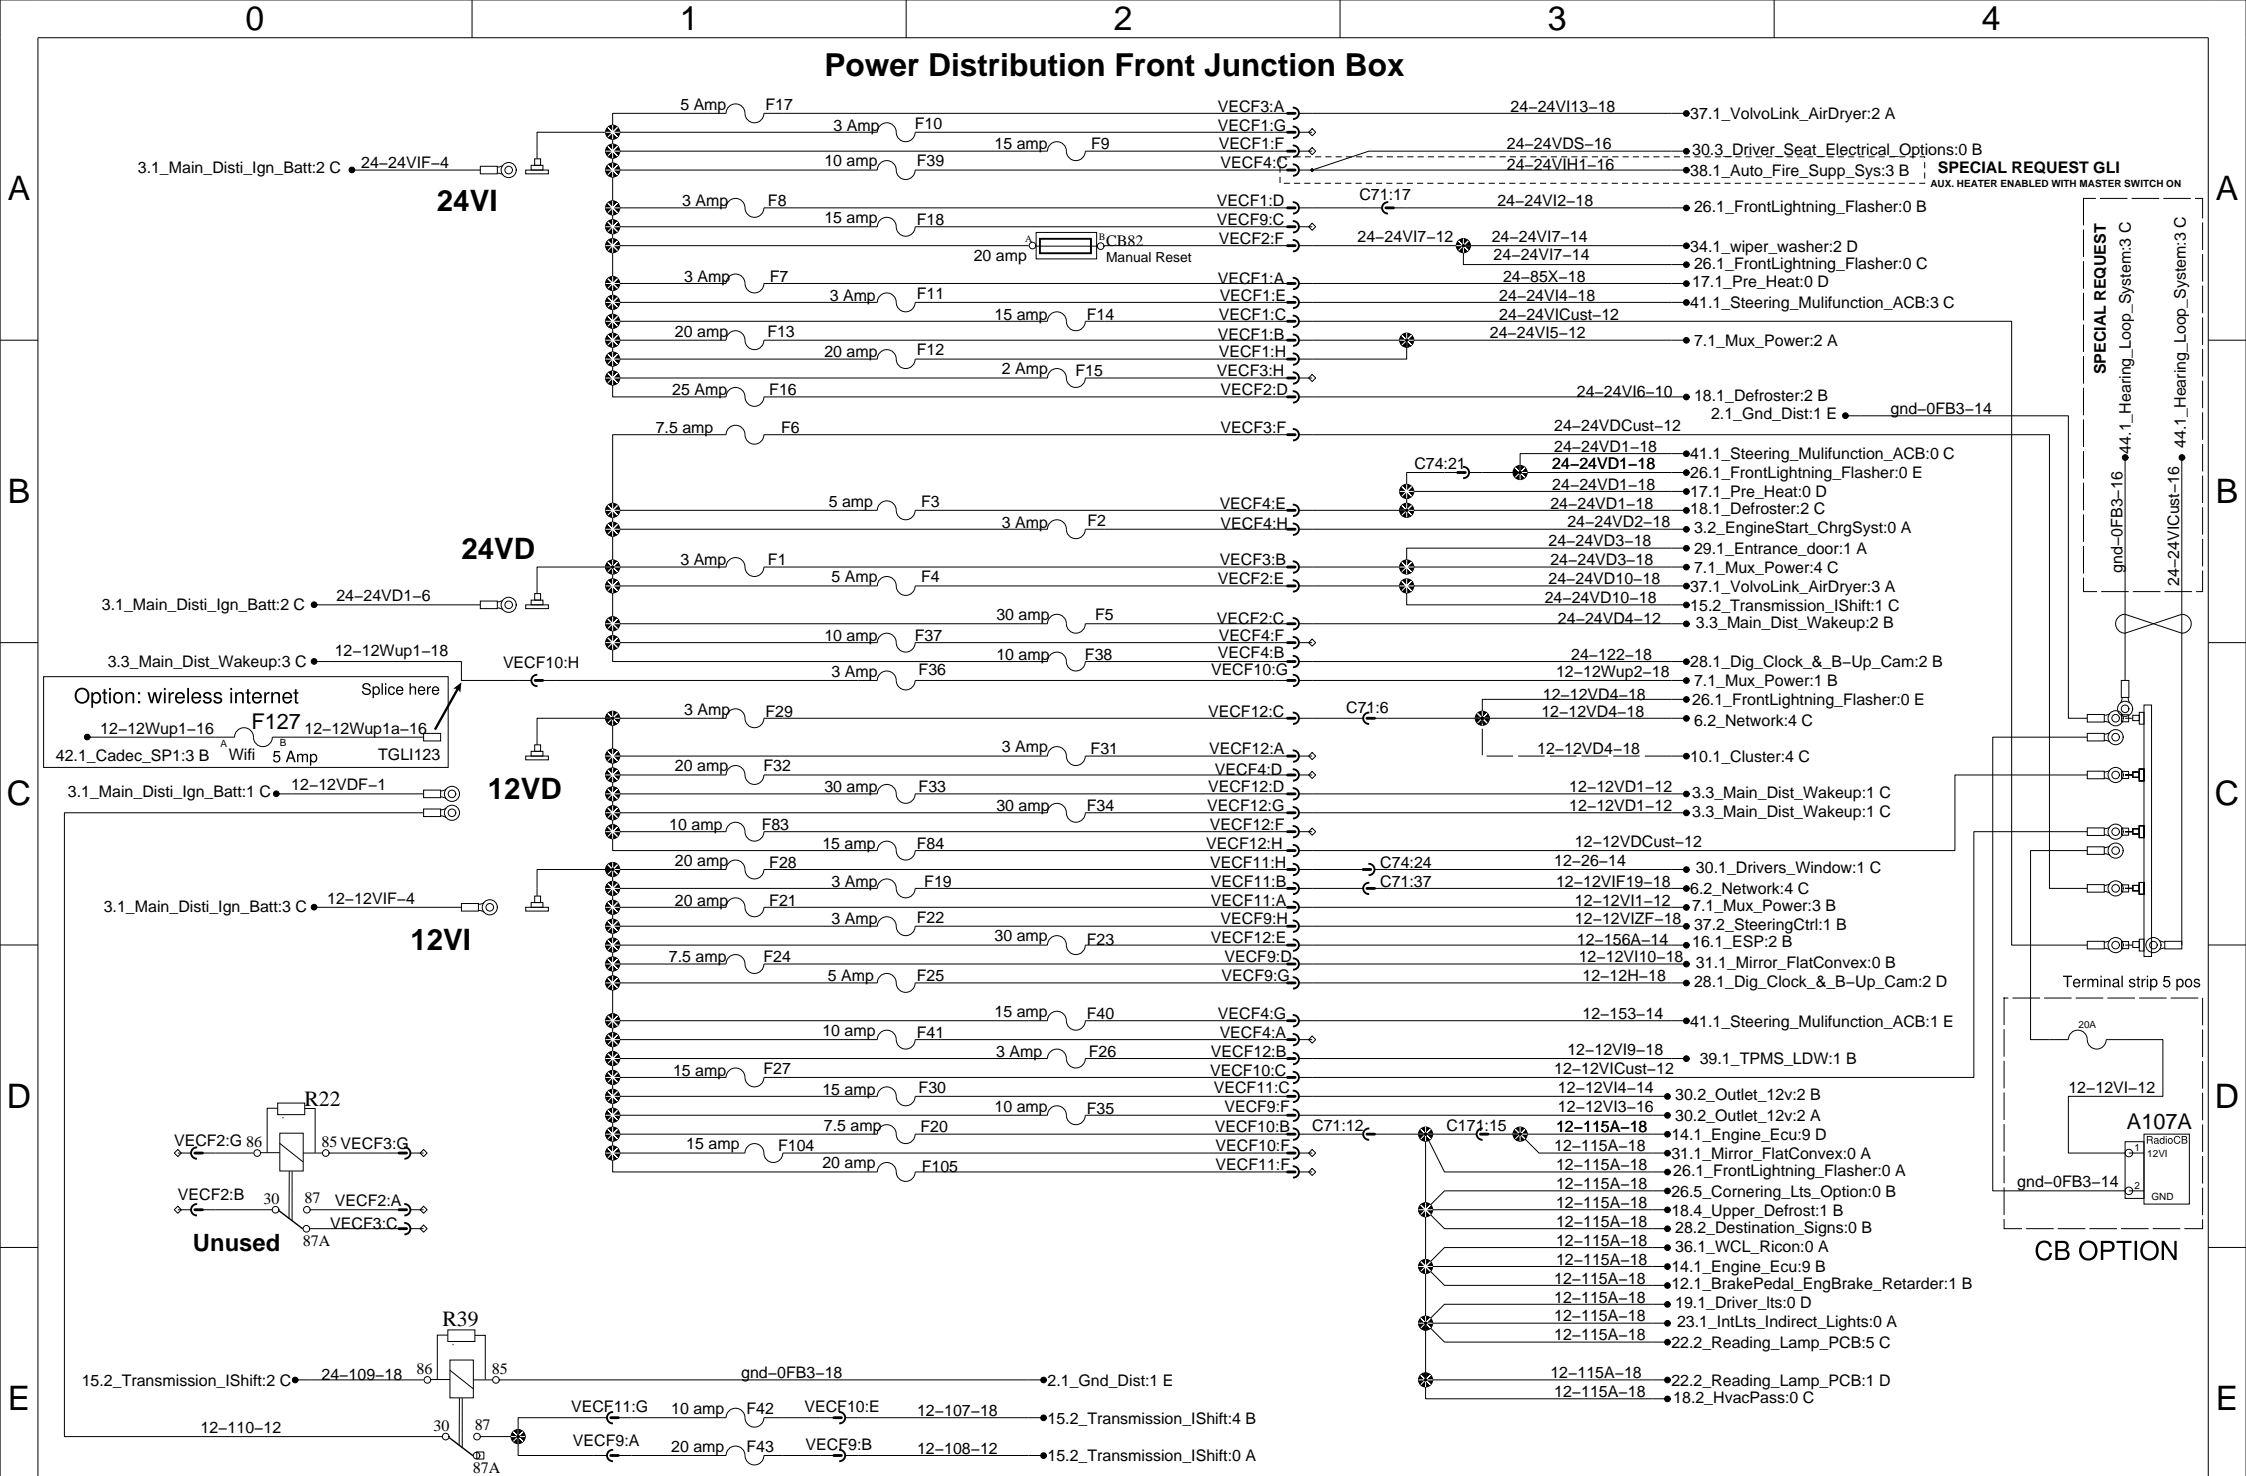 0 1 2 3 4
Power Distribution Front Junction Box
A A
5 Amp F17 VECF3:A 24–24VI13–18 37.1_VolvoLink_AirDryer:2 A
3 Amp F10 VECF1:G
15 amp F9 VECF1:F 24–24VDS–16 30.3_Driver_Seat_Electrical_Options:0 B
3.1_Main_Disti_Ign_Batt:2 C 24–24VIF–4 10 amp F39 VECF4:C 24–24VIH1–16 38.1_Auto_Fire_Supp_Sys:3 B
SPECIAL REQUEST GLI
AUX. HEATER ENABLED WITH MASTER SWITCH ON
24VI
3 Amp F8 VECF1:D C71:17 24–24VI2–18 26.1_FrontLightning_Flasher:0 B
15 amp F18 VECF9:C
20 amp A B CB82 Manual Reset VECF2:F 24–24VI7–12 24–24VI7–14 34.1_wiper_washer:2 D
24–24VI7–14 26.1_FrontLightning_Flasher:0 C
3 Amp F7 VECF1:A 24–85X–18 17.1_Pre_Heat:0 D
3 Amp F11 VECF1:E 24–24VI4–18 41.1_Steering_Mulifunction_ACB:3 C
15 amp F14 VECF1:C 24–24VICust–12
20 amp F13 VECF1:B 24–24VI5–12 7.1_Mux_Power:2 A
20 amp F12 VECF1:H
2 Amp F15 VECF3:H
25 Amp F16 VECF2:D 24–24VI6–10 18.1_Defroster:2 B
2.1_Gnd_Dist:1 E gnd–0FB3–14
SPECIAL REQUEST
44.1_Hearing_Loop_System:3 C
44.1_Hearing_Loop_System:3 C
gnd–0FB3–16
24–24VICust–16
B B
7.5 amp F6 VECF3:F 24–24VDCust–12
24–24VD1–18 41.1_Steering_Mulifunction_ACB:0 C
C74:21 24–24VD1–18 26.1_FrontLightning_Flasher:0 E
24–24VD1–18 17.1_Pre_Heat:0 D
5 amp F3 VECF4:E 24–24VD1–18 18.1_Defroster:2 C
3 Amp F2 VECF4:H 24–24VD2–18 3.2_EngineStart_ChrgSyst:0 A
24VD
24–24VD3–18 29.1_Entrance_door:1 A
3 Amp F1 VECF3:B 24–24VD3–18 7.1_Mux_Power:4 C
5 Amp F4 VECF2:E 24–24VD10–18 37.1_VolvoLink_AirDryer:3 A
3.1_Main_Disti_Ign_Batt:2 C 24–24VD1–6 24–24VD10–18 15.2_Transmission_IShift:1 C
30 amp F5 VECF2:C 24–24VD4–12 3.3_Main_Dist_Wakeup:2 B
10 amp F37 VECF4:F
C C
3.3_Main_Dist_Wakeup:3 C 12–12Wup1–18 10 amp F38 VECF4:B 24–122–18 28.1_Dig_Clock_&_B–Up_Cam:2 B
VECF10:H 3 Amp F36 VECF10:G 12–12Wup2–18 7.1_Mux_Power:1 B
Option: wireless internet Splice here
12–12Wup1–16 F127 12–12Wup1a–16
42.1_Cadec_SP1:3 B A Wifi B 5 Amp TGLI123
12–12VD4–18 26.1_FrontLightning_Flasher:0 E
3 Amp F29 VECF12:C C71:6 12–12VD4–18 6.2_Network:4 C
3 Amp F31 VECF12:A 12–12VD4–18 10.1_Cluster:4 C
20 amp F32 VECF4:D
3.1_Main_Disti_Ign_Batt:1 C 12–12VDF–1 12VD 30 amp F33 VECF12:D 12–12VD1–12 3.3_Main_Dist_Wakeup:1 C
30 amp F34 VECF12:G 12–12VD1–12 3.3_Main_Dist_Wakeup:1 C
10 amp F83 VECF12:F
15 amp F84 VECF12:H 12–12VDCust–12
20 amp F28 VECF11:H C74:24 12–26–14 30.1_Drivers_Window:1 C
3 Amp F19 VECF11:B C71:37 12–12VIF19–18 6.2_Network:4 C
3.1_Main_Disti_Ign_Batt:3 C 12–12VIF–4 20 amp F21 VECF11:A 12–12VI1–12 7.1_Mux_Power:3 B
12VI
3 Amp F22 VECF9:H 12–12VIZF–18 37.2_SteeringCtrl:1 B
30 amp F23 VECF12:E 12–156A–14 16.1_ESP:2 B
7.5 amp F24 VECF9:D 12–12VI10–18 31.1_Mirror_FlatConvex:0 B
5 Amp F25 VECF9:G 12–12H–18 28.1_Dig_Clock_&_B–Up_Cam:2 D
Terminal strip 5 pos
D D
15 amp F40 VECF4:G 12–153–14 41.1_Steering_Mulifunction_ACB:1 E
10 amp F41 VECF4:A
3 Amp F26 VECF12:B 12–12VI9–18 39.1_TPMS_LDW:1 B
15 amp F27 VECF10:C 12–12VICust–12
15 amp F30 VECF11:C 12–12VI4–14 30.2_Outlet_12v:2 B
10 amp F35 VECF9:F 12–12VI3–16 30.2_Outlet_12v:2 A
7.5 amp F20 VECF10:B C71:12 C171:15 12–115A–18 14.1_Engine_Ecu:9 D
15 amp F104 VECF10:F 12–115A–18 31.1_Mirror_FlatConvex:0 A
20 amp F105 VECF11:F 12–115A–18 26.1_FrontLightning_Flasher:0 A
12–115A–18 26.5_Cornering_Lts_Option:0 B
12–115A–18 18.4_Upper_Defrost:1 B
12–115A–18 28.2_Destination_Signs:0 B
12–115A–18 36.1_WCL_Ricon:0 A
12–115A–18 14.1_Engine_Ecu:9 B
12–115A–18 12.1_BrakePedal_EngBrake_Retarder:1 B
12–115A–18 19.1_Driver_lts:0 D
12–115A–18 23.1_IntLts_Indirect_Lights:0 A
12–115A–18 22.2_Reading_Lamp_PCB:5 C
12–115A–18 22.2_Reading_Lamp_PCB:1 D
12–115A–18 18.2_HvacPass:0 C
R22
VECF2:G 86 85 VECF3:G
VECF2:B 30 87 VECF2:A
VECF3:C
87A
Unused
20A
12–12VI–12
A107A
RadioCB
1 12VI
gnd–0FB3–14 2 GND
CB OPTION
E E
R39
15.2_Transmission_IShift:2 C 24–109–18 86 85 gnd–0FB3–18 2.1_Gnd_Dist:1 E
VECF11:G 10 amp F42 VECF10:E 12–107–18 15.2_Transmission_IShift:4 B
12–110–12 30 87
VECF9:A 20 amp F43 VECF9:B 12–108–12 15.2_Transmission_IShift:0 A
87A